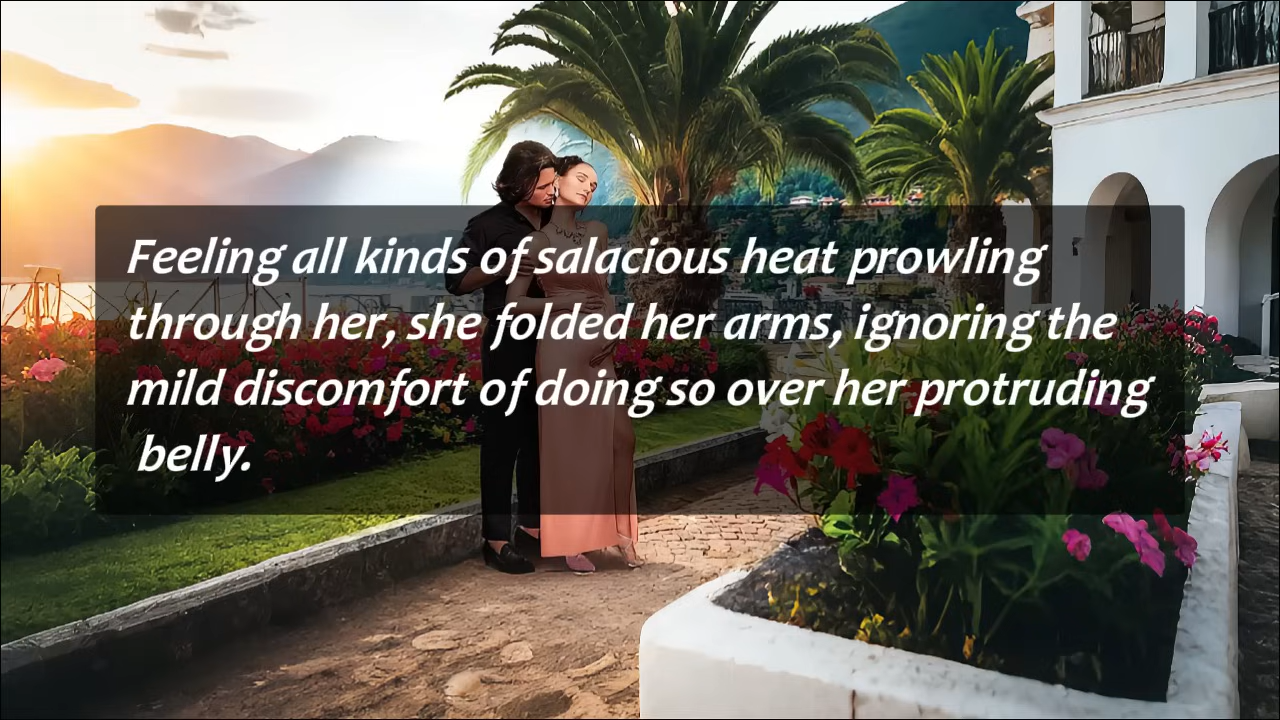 Feeling all kinds of salacious heat prowling
through her, she folded her arms, ignoring the
mild discomfort of doing so over her protruding
belly.